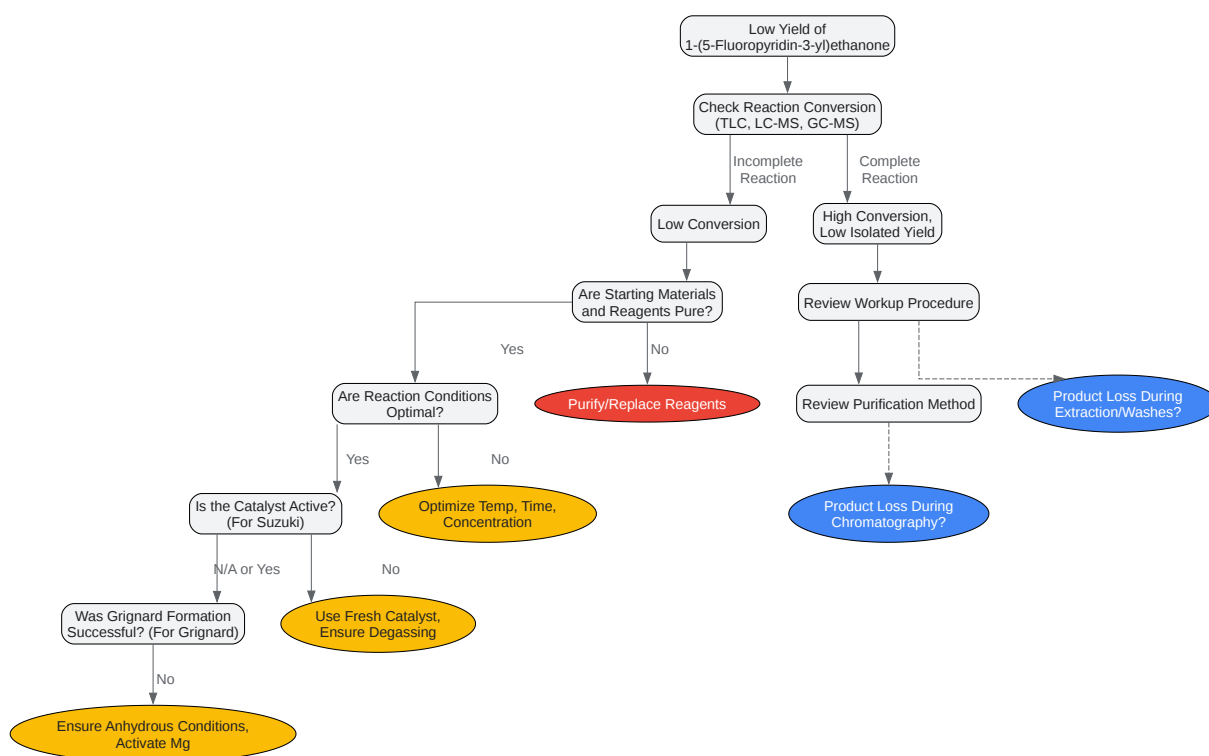 Low Yield of
1-(5-Fluoropyridin-3-yl)ethanone
Check Reaction Conversion
(TLC, LC-MS, GC-MS)
Incomplete
Reaction
Complete
Reaction
Low Conversion
High Conversion,
Low Isolated Yield
Are Starting Materials
and Reagents Pure?
Review Workup Procedure
Yes
No
Are Reaction Conditions
Optimal?
Purify/Replace Reagents
Review Purification Method
Product Loss During
Extraction/Washes?
Yes
No
Is the Catalyst Active?
(For Suzuki)
Optimize Temp, Time,
Concentration
Product Loss During
Chromatography?
N/A or Yes
No
Was Grignard Formation
Successful? (For Grignard)
Use Fresh Catalyst,
Ensure Degassing
No
Ensure Anhydrous Conditions,
Activate Mg